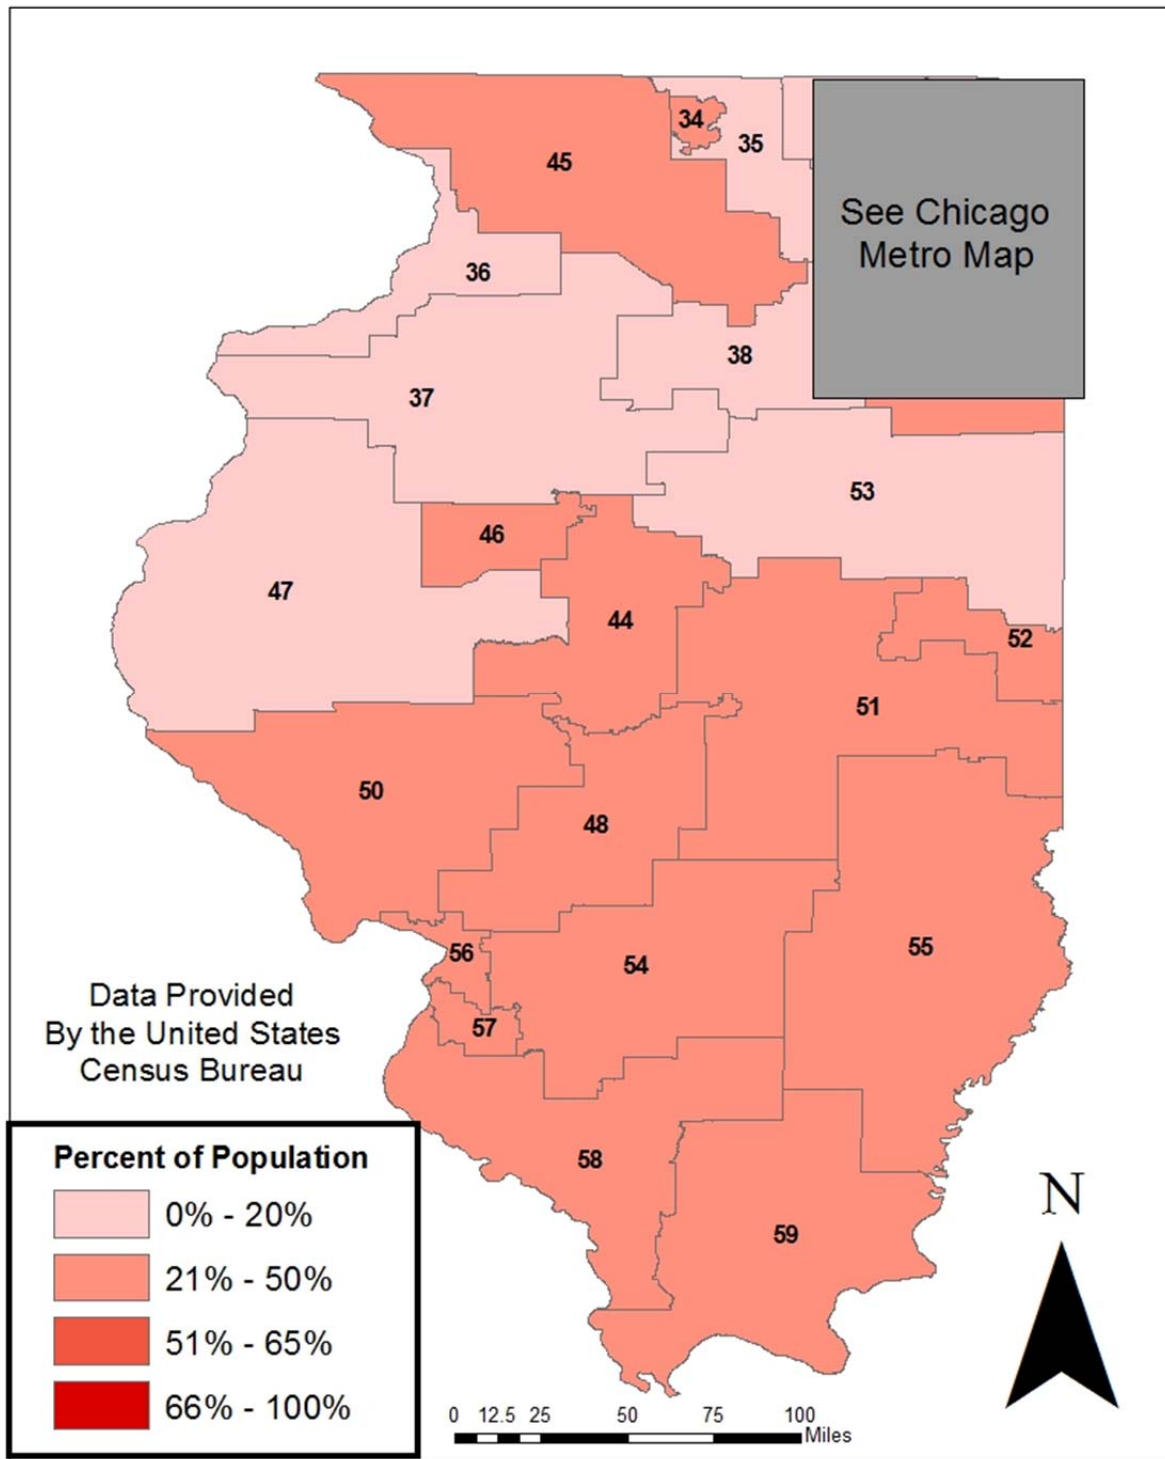 34
35
45
See Chicago
Metro Map
36
38
37
53
46
47
44
52
51
50
48
55
56
54
57
Data Provided
By the United States
Census Bureau
Percent of Population
0% - 20%
21% - 50%
51% - 65%
66% - 100%
58
59
N
0 12.5 25 50 75 100
Miles